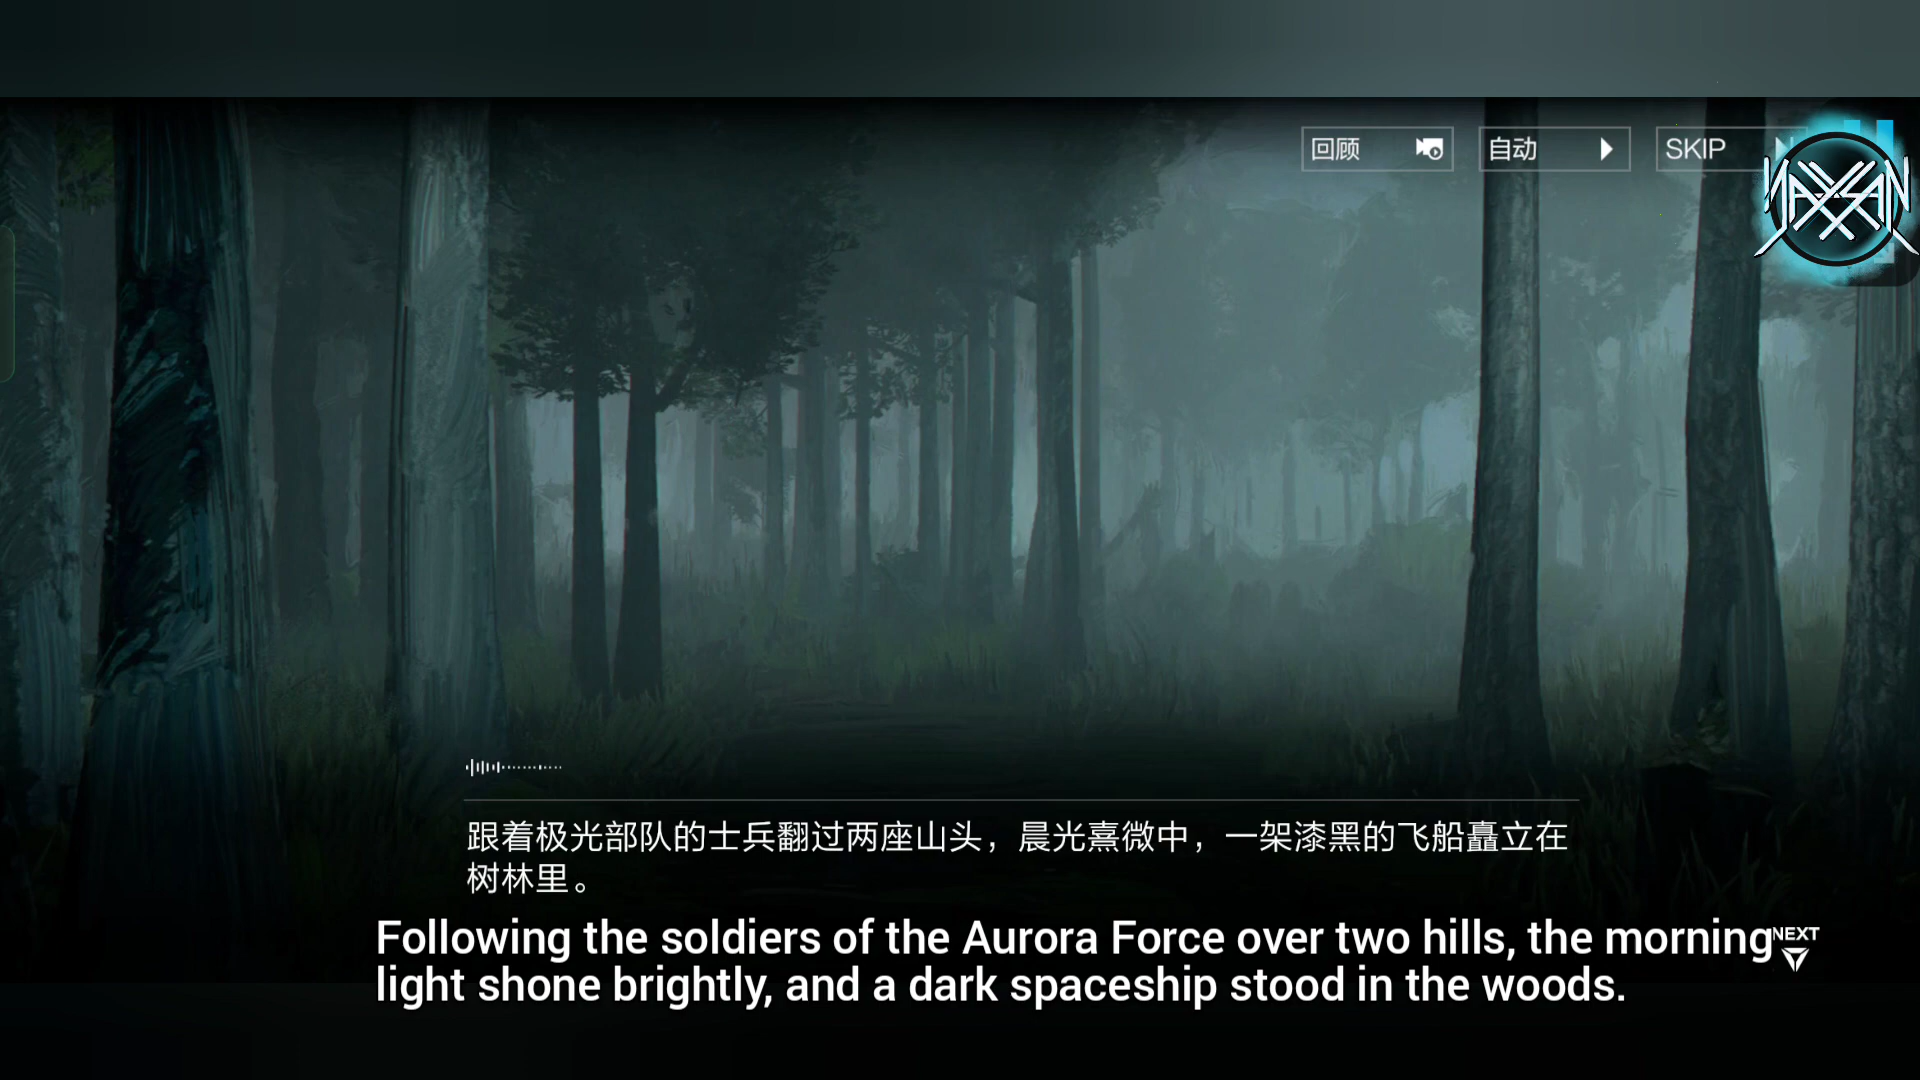 回顾
自动
SKIP
跟着极光部队的士兵翻过两座山头，晨光熹微中，一架漆黑的飞船矗立在
树林里。
Following the soldiers of the Aurora Force over two hills, the morning
NEXT
light shone brightly, and a dark spaceship stood in the woods.